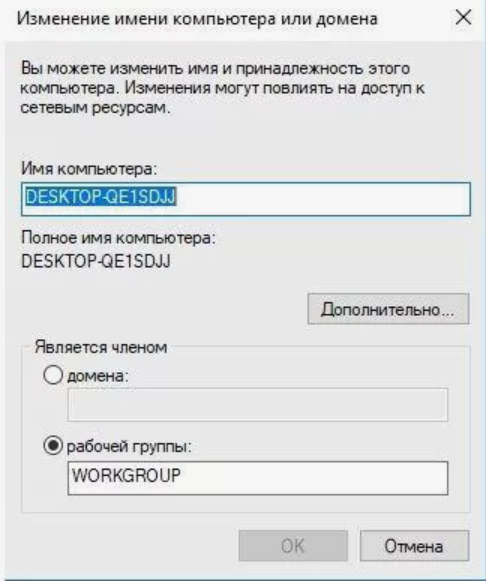 Изменение имени компьютера или домена
Вы можете изменить имя и принадлежность этого
компьютера. Изменения могут повлиять на доступ к
сетевым ресурсам.
Имя компьютера:
DESKTOP-QE1SDJJ
Полное имя компьютера:
DESKTOP-QE1SDJJ
Дополнительно...
Является членом
домена:
рабочей группы:
WORKGROUP
OK
Отмена